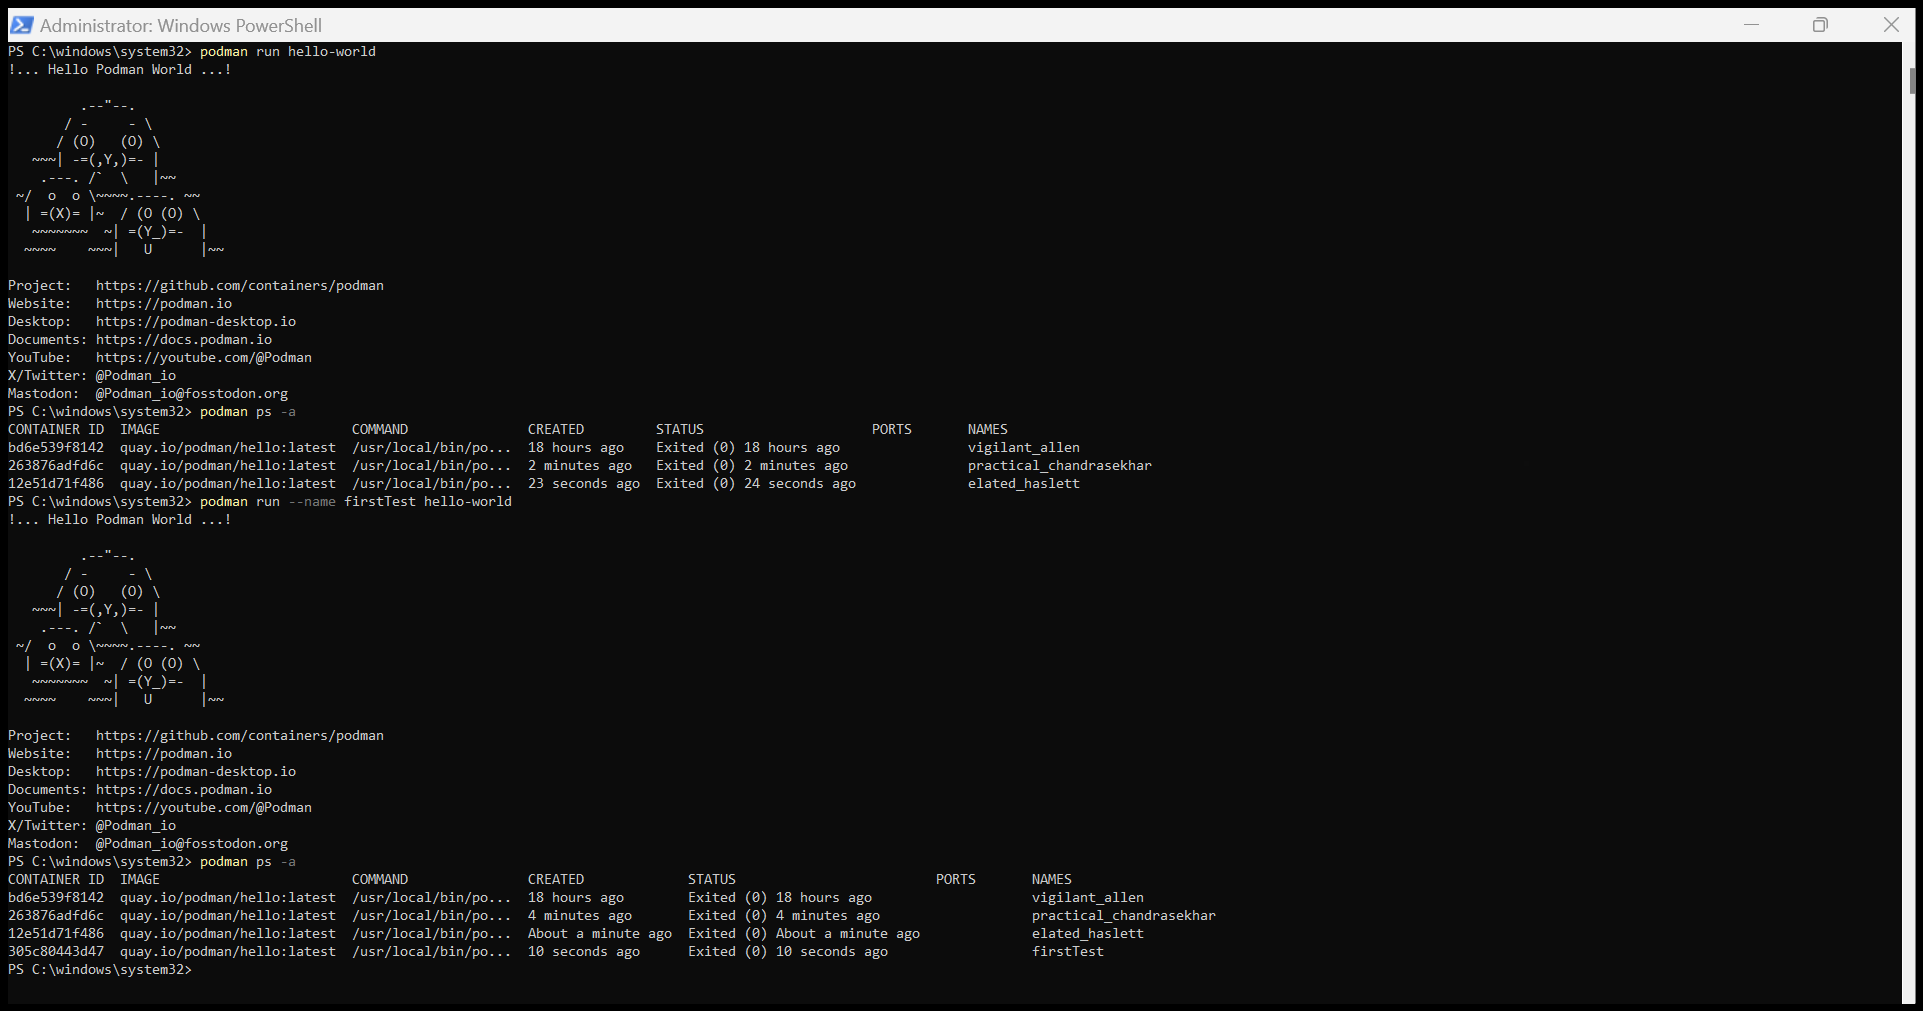 Administrator: Windows PowerShell
PS C:\windows\system32> podman run hello-world
!... Hello Podman World ...!

         .--"--.
       / -     - \
      / (O)   (O) \
   ~~~| -=(,Y,)=- |
    .---. /`  \   |~~
 ~/  o  o \~~~~.----. ~~
  | =(X)= |~  / (O (O) \
   ~~~~~~~  ~| =(Y_)=-  |
  ~~~~    ~~~|   U      |~~

Project:   https://github.com/containers/podman
Website:   https://podman.io
Desktop:   https://podman-desktop.io
Documents: https://docs.podman.io
YouTube:   https://youtube.com/@Podman
X/Twitter: @Podman_io
Mastodon:  @Podman_io@fosstodon.org
PS C:\windows\system32> podman ps -a
CONTAINER ID  IMAGE                        COMMAND               CREATED         STATUS                     PORTS       NAMES
bd6e539f8142  quay.io/podman/hello:latest  /usr/local/bin/po...  18 hours ago    Exited (0) 18 hours ago                vigilant_allen
263876adfd6c  quay.io/podman/hello:latest  /usr/local/bin/po...  2 minutes ago   Exited (0) 2 minutes ago               practical_chandrasekhar
12e51d71f486  quay.io/podman/hello:latest  /usr/local/bin/po...  23 seconds ago  Exited (0) 24 seconds ago              elated_haslett
PS C:\windows\system32> podman run --name firstTest hello-world
!... Hello Podman World ...!

         .--"--.
       / -     - \
      / (O)   (O) \
   ~~~| -=(,Y,)=- |
    .---. /`  \   |~~
 ~/  o  o \~~~~.----. ~~
  | =(X)= |~  / (O (O) \
   ~~~~~~~  ~| =(Y_)=-  |
  ~~~~    ~~~|   U      |~~

Project:   https://github.com/containers/podman
Website:   https://podman.io
Desktop:   https://podman-desktop.io
Documents: https://docs.podman.io
YouTube:   https://youtube.com/@Podman
X/Twitter: @Podman_io
Mastodon:  @Podman_io@fosstodon.org
PS C:\windows\system32> podman ps -a
CONTAINER ID  IMAGE                        COMMAND               CREATED             STATUS                         PORTS       NAMES
bd6e539f8142  quay.io/podman/hello:latest  /usr/local/bin/po...  18 hours ago        Exited (0) 18 hours ago                    vigilant_allen
263876adfd6c  quay.io/podman/hello:latest  /usr/local/bin/po...  4 minutes ago       Exited (0) 4 minutes ago                   practical_chandrasekhar
12e51d71f486  quay.io/podman/hello:latest  /usr/local/bin/po...  About a minute ago  Exited (0) About a minute ago              elated_haslett
305c80443d47  quay.io/podman/hello:latest  /usr/local/bin/po...  10 seconds ago      Exited (0) 10 seconds ago                  firstTest
PS C:\windows\system32>